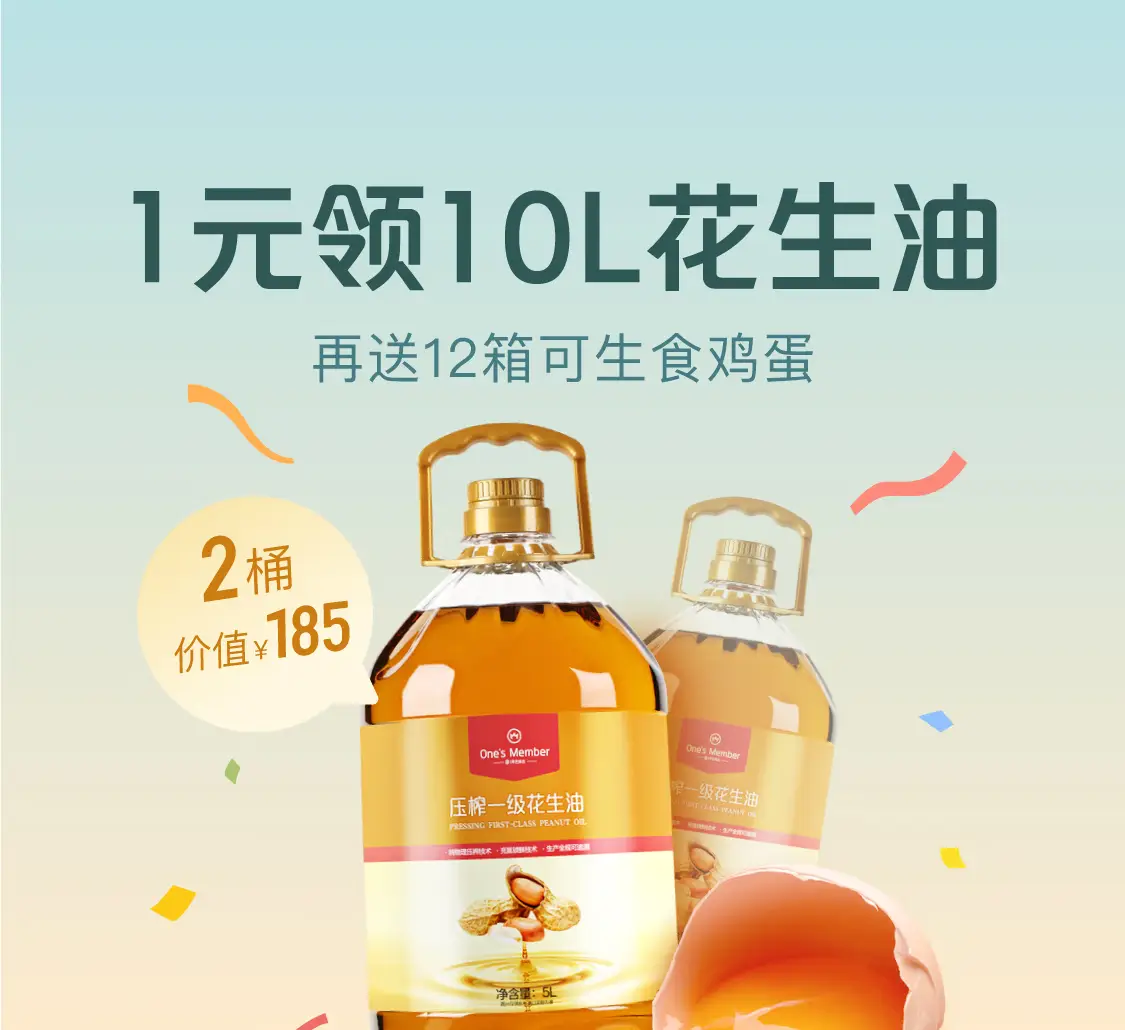 1元领10L花生油
再送12箱可生食鸡蛋
2桶
价值¥185
One's Member
压榨一级花生油
PRESSING FIRST-CLASS PEANUT OIL
净含量：5L
One's Member
榨一级花生油